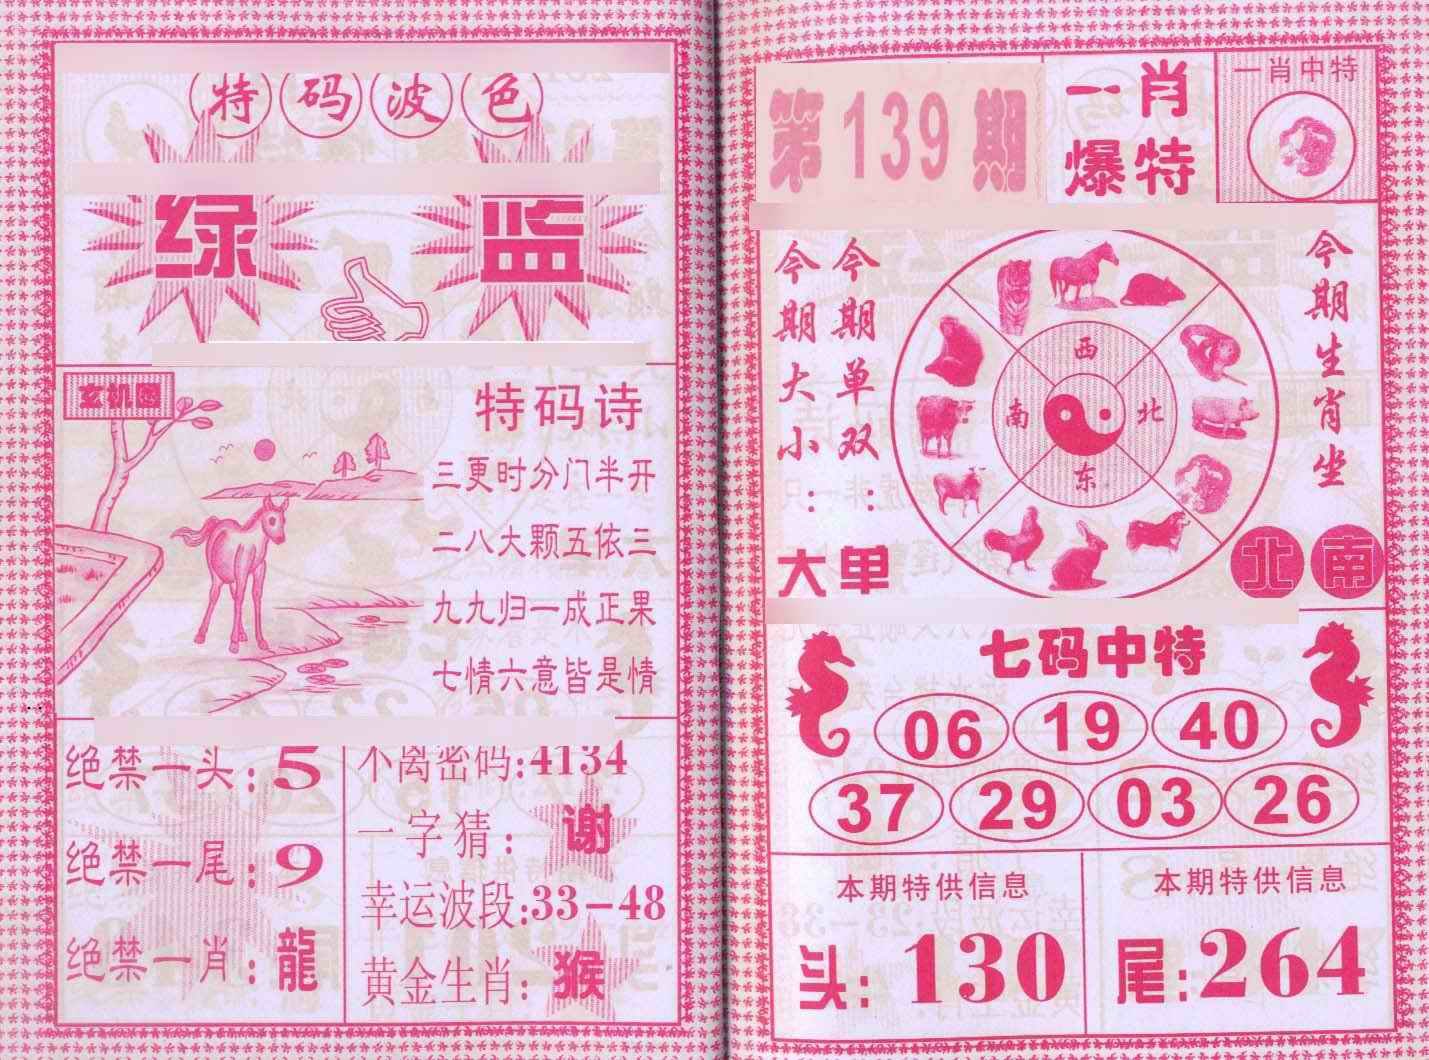 特码波色
绿 监
玄机图
特码诗
三更时分门半开
二八大颗五依三
九九归一成正果
七情六意皆是情
绝禁一头:5
绝禁一尾:9
绝禁一肖:龍
不离密码:4134
一字猜:谢
幸运波段:33-48
黄金生肖:猴
第139期
一肖
爆特
一肖中特
今期大小:
大
今期单双:
单
西
南 北
东
今期生肖坐
北 南
七码中特
06 19 40
37 29 03 26
本期特供信息
头:130
本期特供信息
尾:264